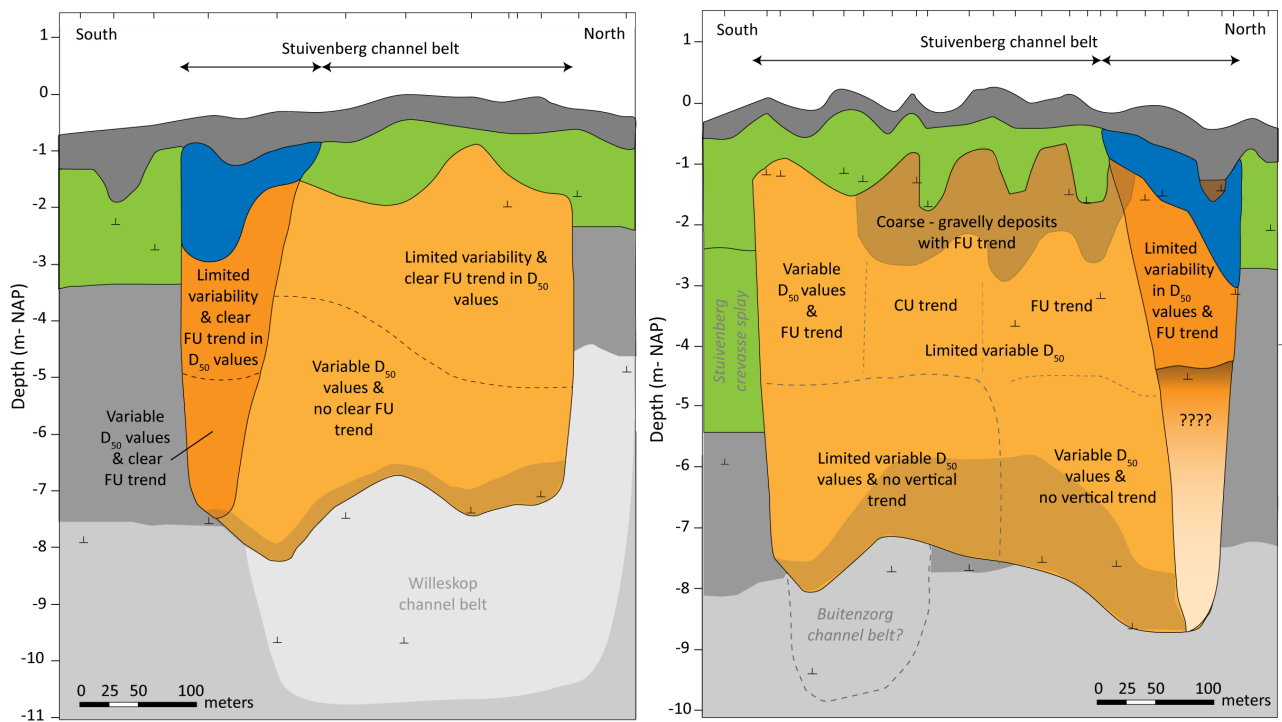 South
North
Stuivenberg channel belt
Depth (m- NAP)
1
0
-1
-2
-3
-4
-5
-6
-7
-8
-9
-10
-11
Limited
variability
& clear
FU trend in
D50 values
Limited variability &
clear FU trend in D50
values
Variable D50
values &
no clear FU
trend
Variable
D50 values
& clear
FU trend
Willeskop
channel belt
0 25 50 100
meters
South
North
Stuivenberg channel belt
Depth (m- NAP)
1
0
-1
-2
-3
-4
-5
-6
-7
-8
-9
-10
Coarse - gravelly deposits
with FU trend
Variable
D50 values
&
FU trend
CU trend
FU trend
Limited variable D50
Limited
variability
in D50
values &
FU trend
Stuivenberg
crevasse splay
????
Limited variable D50
values & no vertical
trend
Variable D50
values &
no vertical trend
Buitenzorg
channel belt?
0 25 50 100
meters